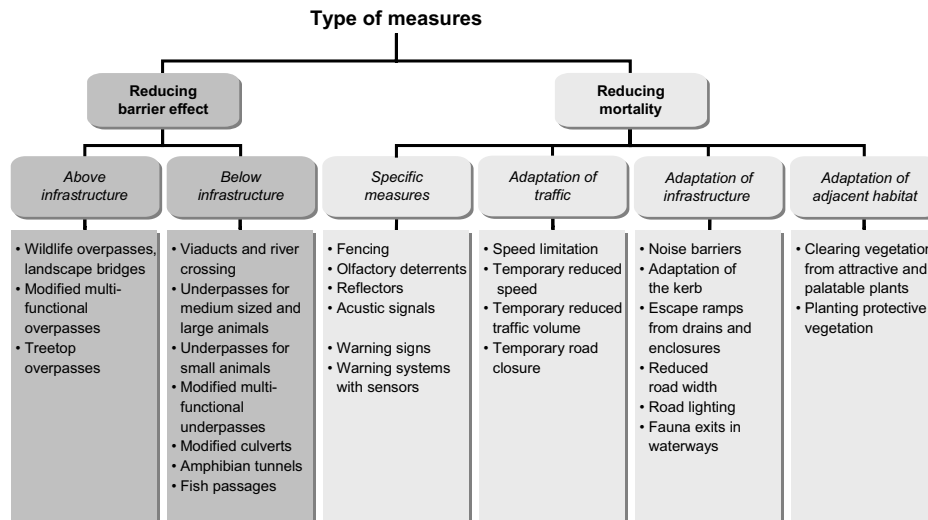 Type of measures
Reducing
barrier effect
Reducing
mortality
Above
infrastructure
Below
infrastructure
Specific
measures
Adaptation of
traffic
Adaptation of
infrastructure
Adaptation of
adjacent habitat
• Wildlife overpasses,
landscape bridges
• Modified multi-
functional
overpasses
• Treetop
overpasses
• Viaducts and river
crossing
• Underpasses for
medium sized and
large animals
• Underpasses for
small animals
• Modified multi-
functional
underpasses
• Modified culverts
• Amphibian tunnels
• Fish passages
• Fencing
• Olfactory deterrents
• Reflectors
• Acustic signals
• Warning signs
• Warning systems
with sensors
• Speed limitation
• Temporary reduced
speed
• Temporary reduced
traffic volume
• Temporary road
closure
• Noise barriers
• Adaptation of
the kerb
• Escape ramps
from drains and
enclosures
• Reduced
road width
• Road lighting
• Fauna exits in
waterways
• Clearing vegetation
from attractive and
palatable plants
• Planting protective
vegetation